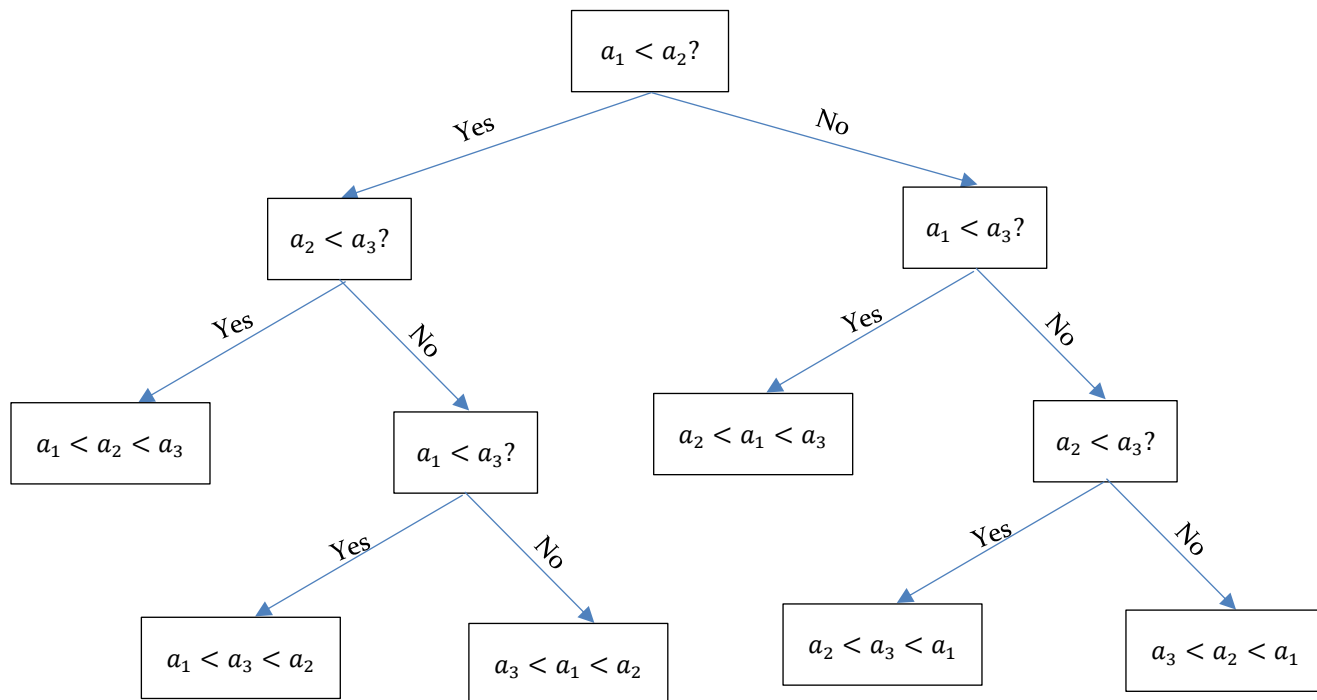 a₁ < a₂?
Yes
No
a₂ < a₃?
a₁ < a₃?
Yes
No
Yes
No
a₁ < a₂ < a₃
a₁ < a₃?
a₂ < a₁ < a₃
a₂ < a₃?
Yes
No
Yes
No
a₁ < a₃ < a₂
a₃ < a₁ < a₂
a₂ < a₃ < a₁
a₃ < a₂ < a₁